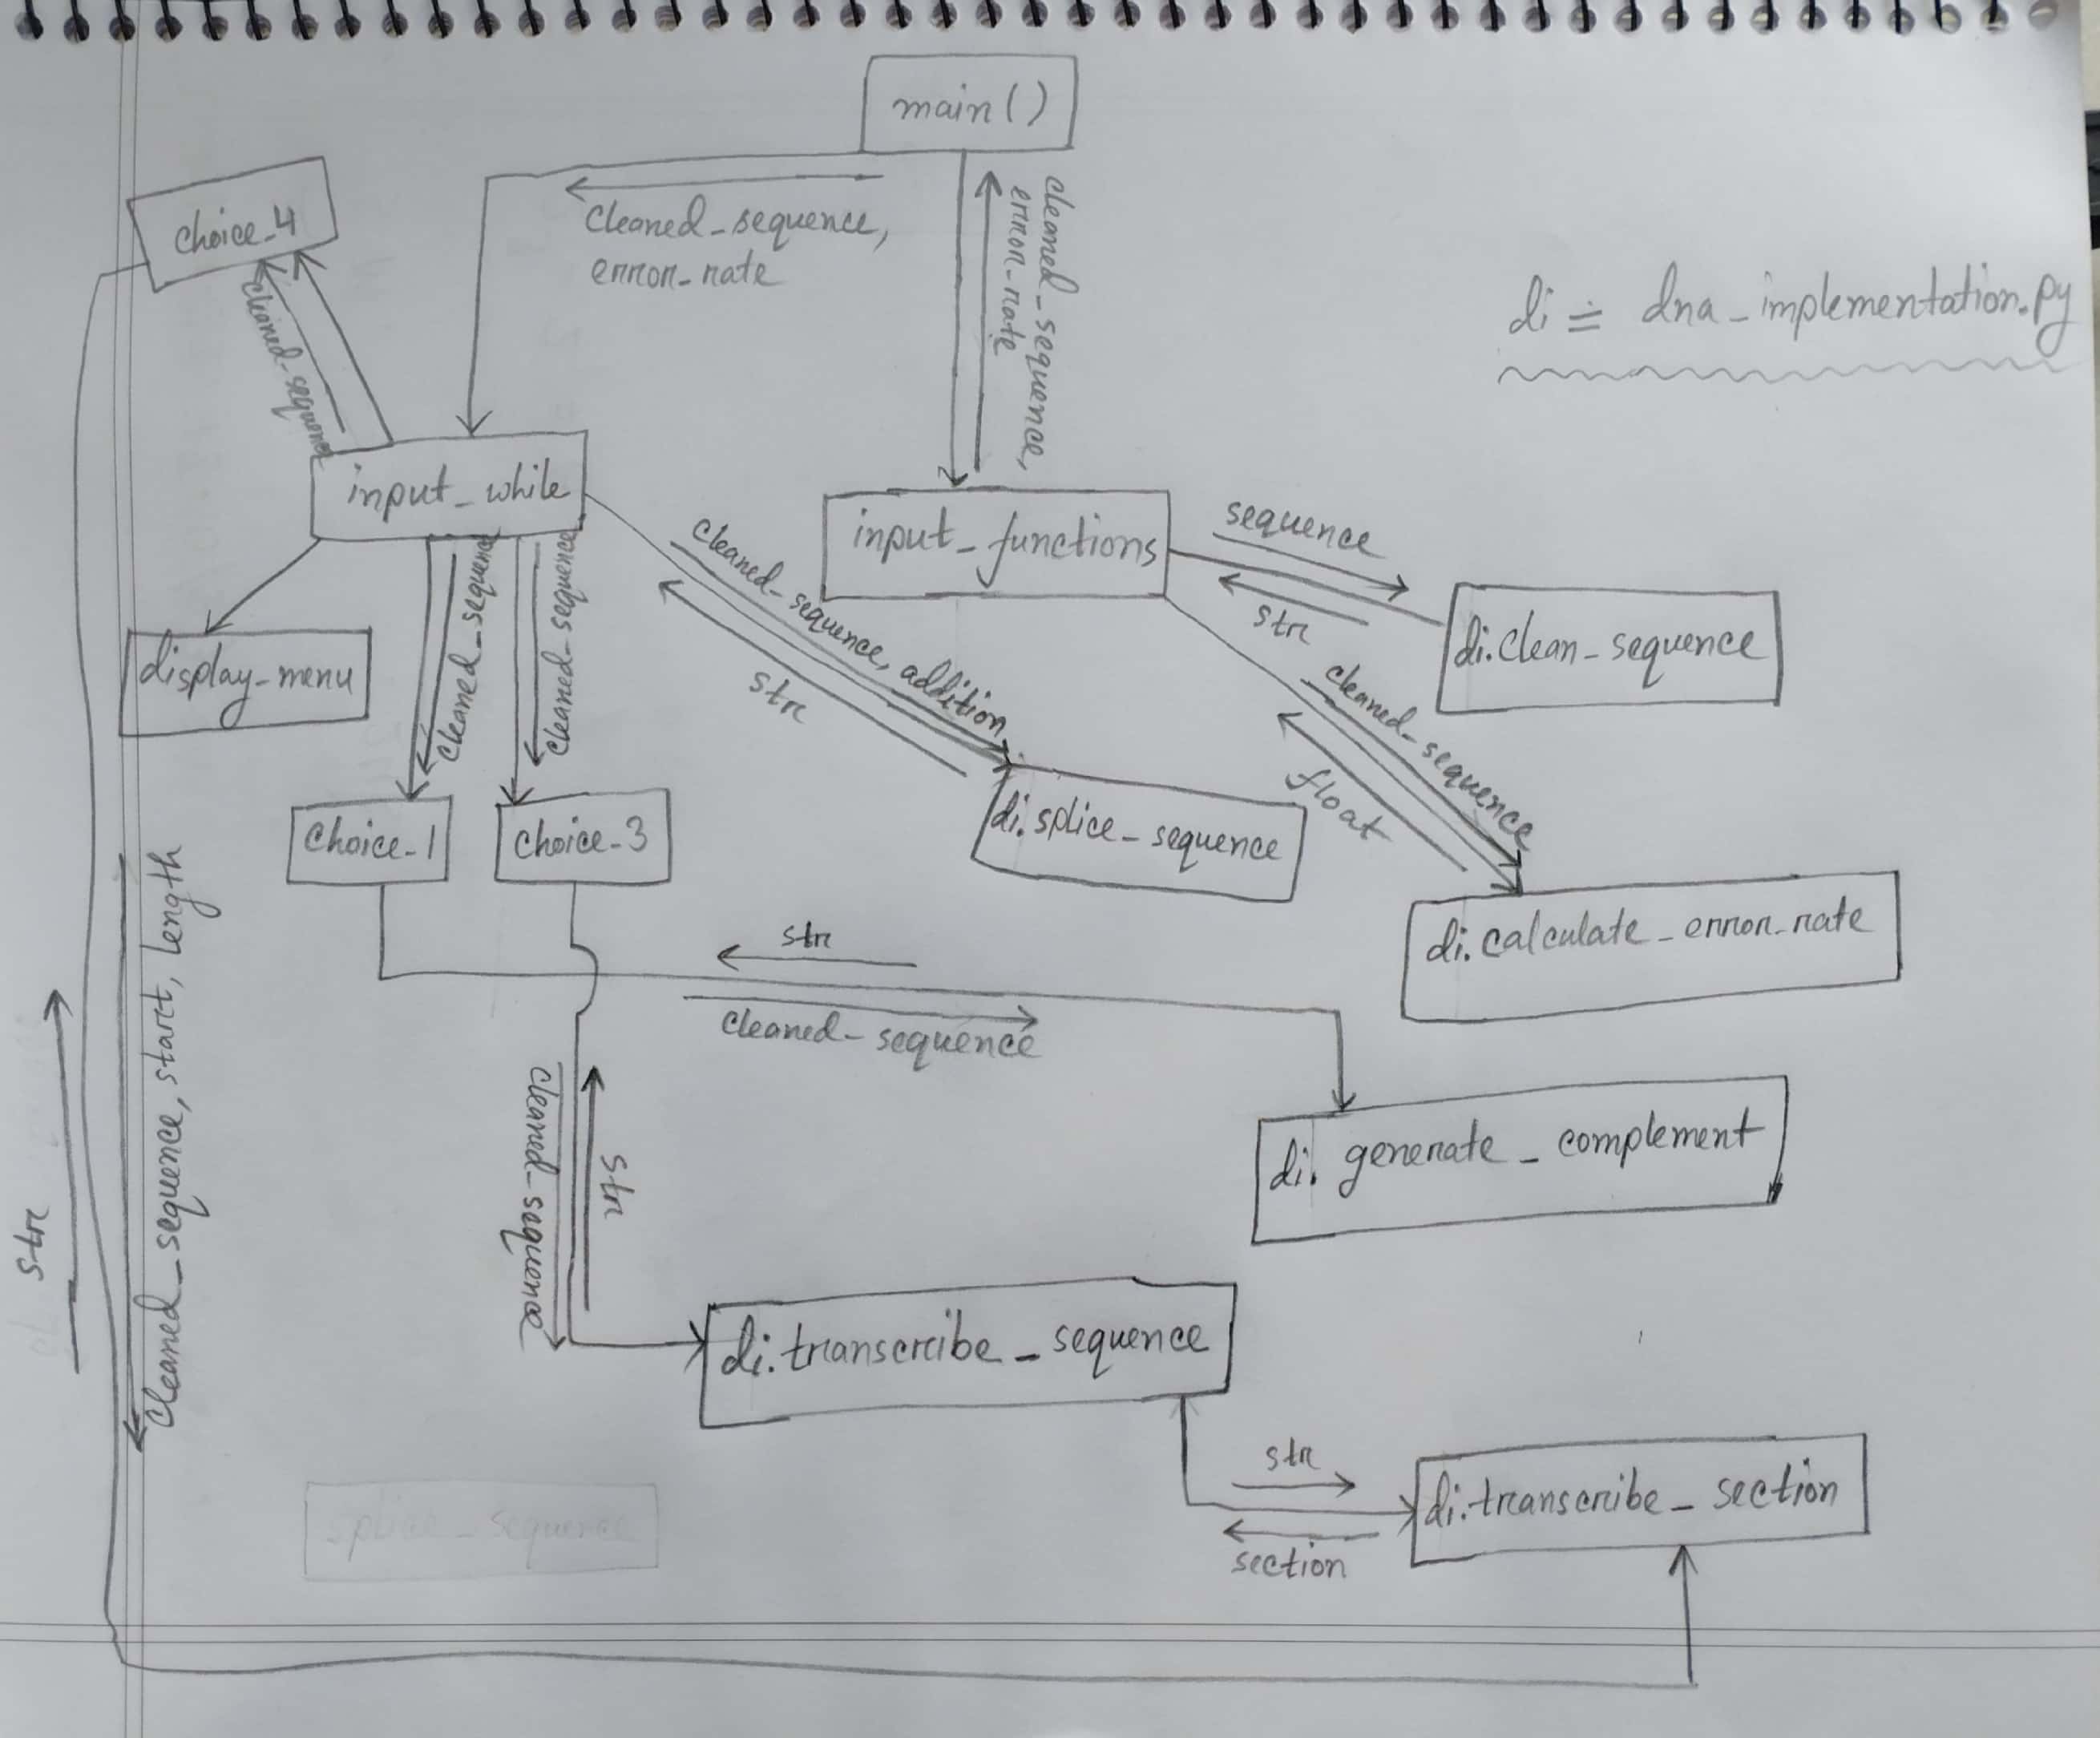 main()
choice_4
cleaned_sequence,
error_rate
cleaned_sequence,
error_rate
di = dna_implementation.py
cleaned_sequence
input_while
input_functions
sequence
str
di.clean_sequence
display_menu
cleaned_sequence
cleaned_sequence
cleaned_sequence, addition
str
di.splice_sequence
cleaned_sequence
float
choice_1
choice_3
di.calculate_error_rate
str
cleaned_sequence
cleaned_sequence, start, length
str
di. generate_complement
cleaned_sequence
str
di.transcribe_sequence
str
section
di.transcribe_section
splice_sequence